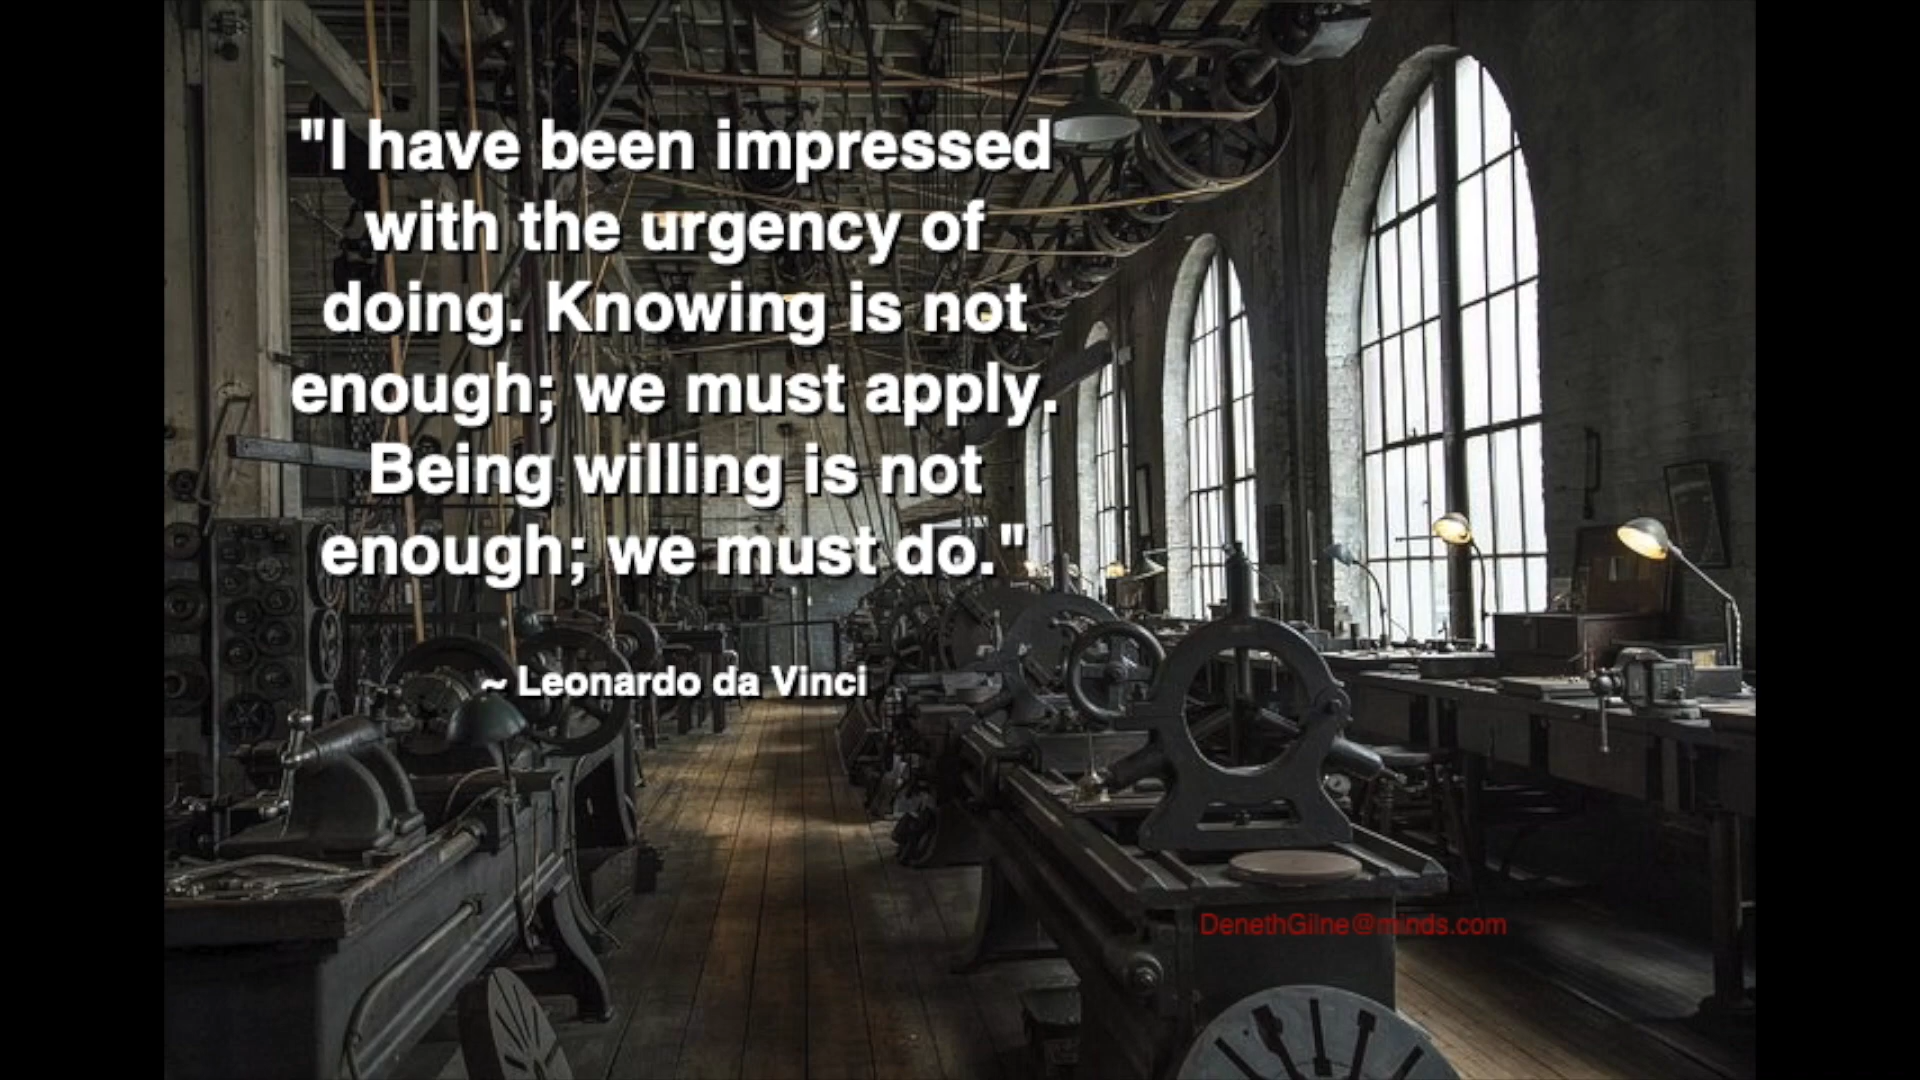 "I have been impressed
with the urgency of
doing. Knowing is not
enough; we must apply.
Being willing is not
enough; we must do."
~ Leonardo da Vinci
DenethGilne@minds.com